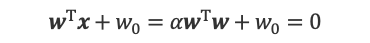 𝒘ᵀ𝒙 + w₀ = α𝒘ᵀ𝒘 + w₀ = 0